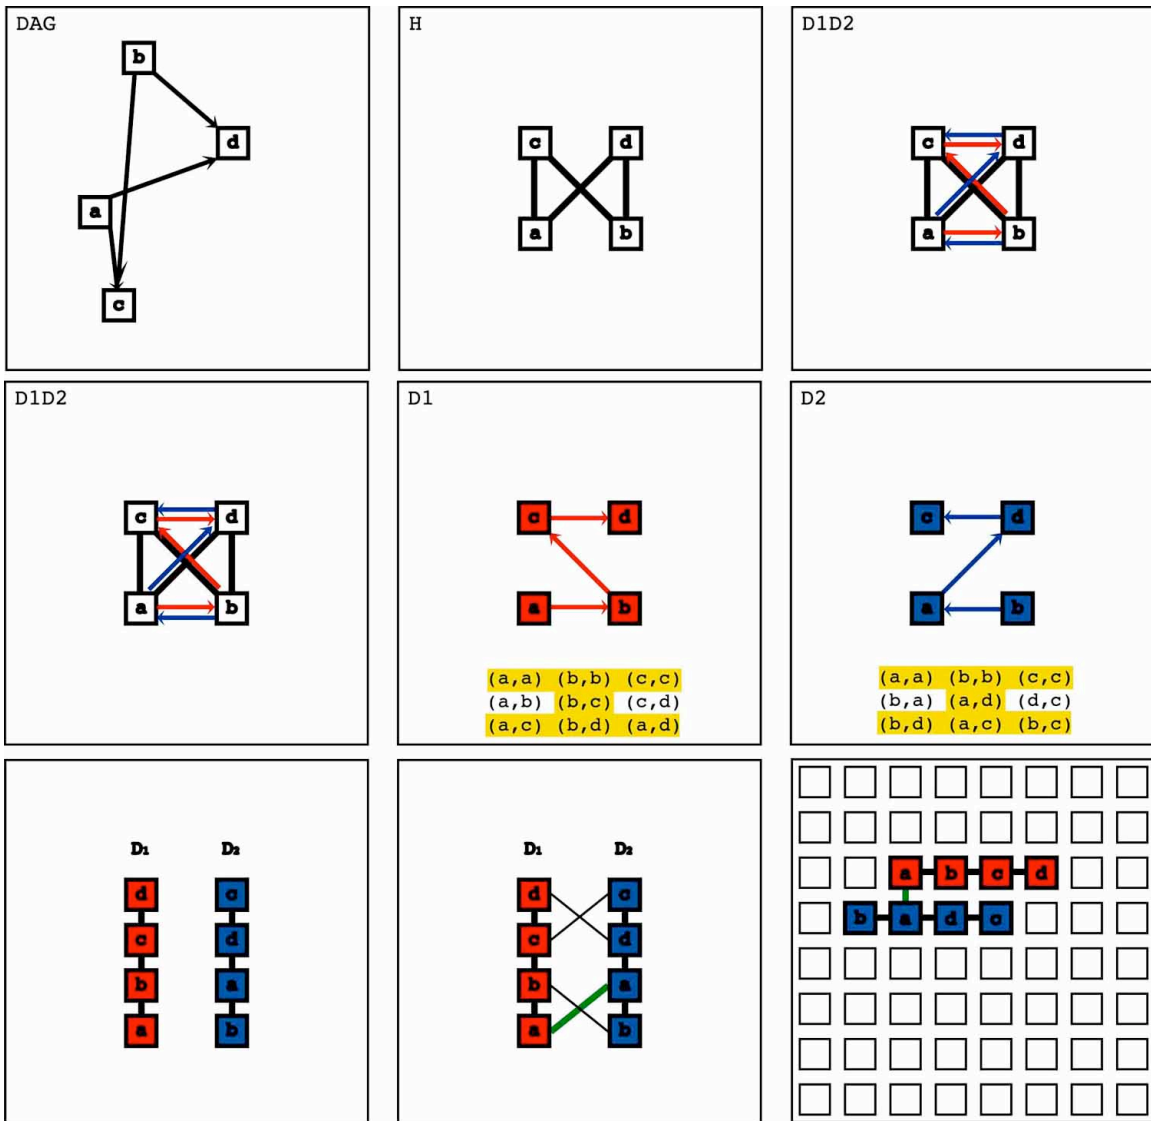 DAG
b
d
a
c
H
c d
a b
D1D2
c d
a b
D1D2
c d
a b
D1
c d
a b
(a,a) (b,b) (c,c)
(a,b) (b,c) (c,d)
(a,c) (b,d) (a,d)
D2
c d
a b
(a,a) (b,b) (c,c)
(b,a) (a,d) (d,c)
(b,d) (a,c) (b,c)
D1 D2
d c
c d
b a
a b
D1 D2
d c
c d
b a
a b
a b c d
b a d c